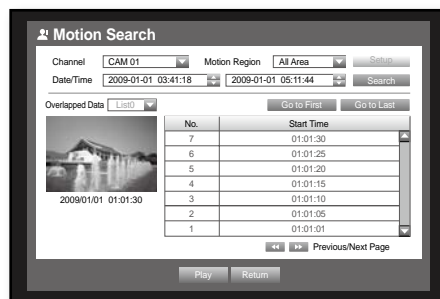 Motion Search
Channel CAM 01 Motion Region All Area Setup
Date/Time 2009-01-01 03:41:18 2009-01-01 05:11:44 Search
Overlapped Data List0 Go to First Go to Last
No. Start Time
7 01:01:30
6 01:01:25
5 01:01:20
4 01:01:15
3 01:01:10
2 01:01:05
1 01:01:01
2009/01/01 01:01:30
Previous/Next Page
Play Return